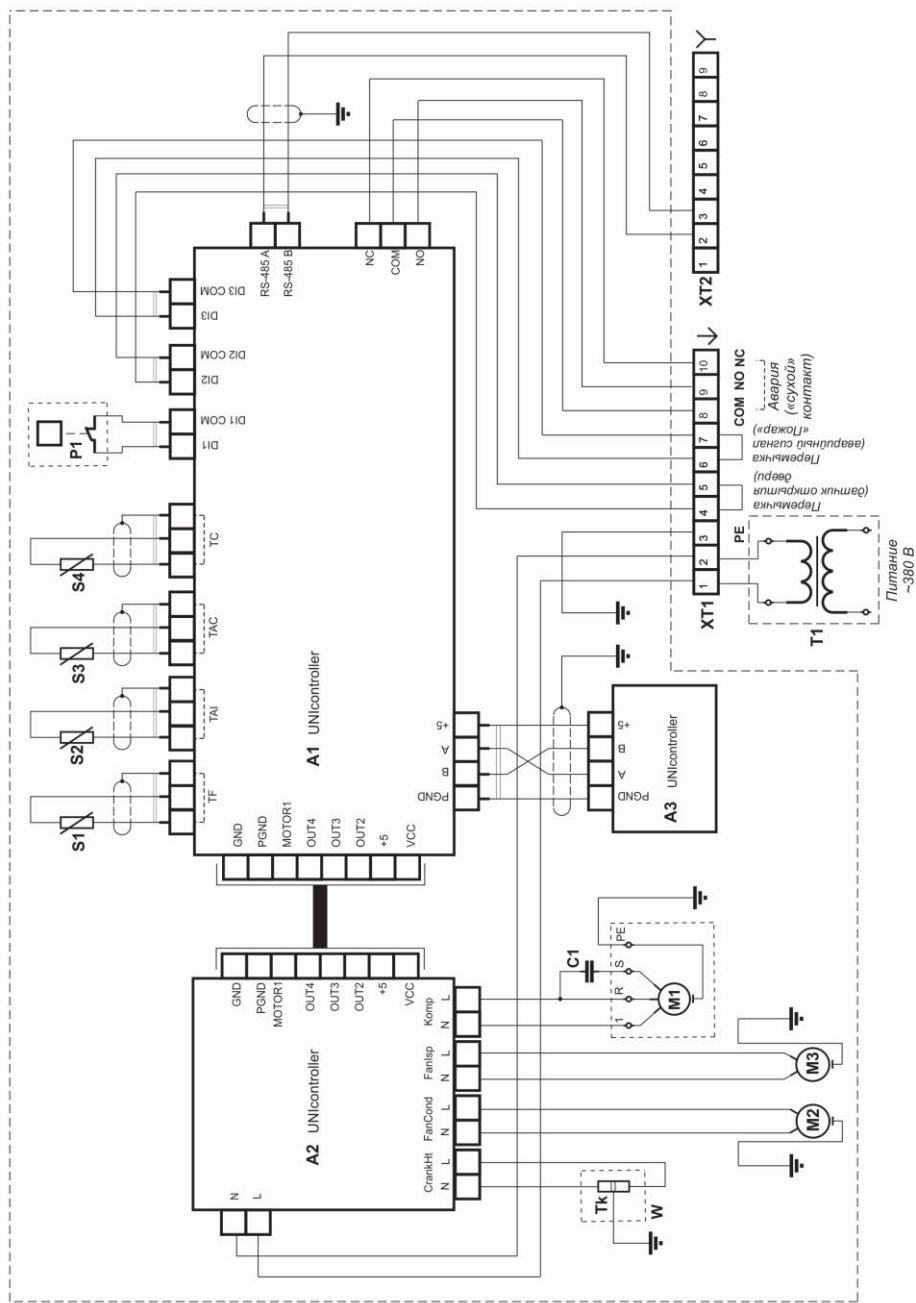 S1
S2
S3
S4
P1
TF
TAI
TAC
TC
DI1
DI1 COM
DI2
DI2 COM
DI3
DI3 COM
N
L
A2 UNIcontroller
GND
PGND
MOTOR1
OUT4
OUT3
OUT2
+5
VCC
GND
PGND
MOTOR1
OUT4
OUT3
OUT2
+5
VCC
A1 UNIcontroller
RS-485 A
RS-485 B
NC
COM
NO
CrankHt
N L
FanCond
N L
FanIsp
N L
Komp
N L
PGND
B
A
+5
PGND
A
B
+5
A3 UNIcontroller
Tk
W
C1
1 R S PE
M1
M2
M3
XT1
1 2 3 4 5 6 7 8 9 10
XT2
1 2 3 4 5 6 7 8 9
PE
T1
Питание
~380 В
Перемычка
(датчик открытия
двери)
Перемычка
(аварийный сигнал
«Пожар»)
COM NO NC
Авария
(«сухой»
контакт)